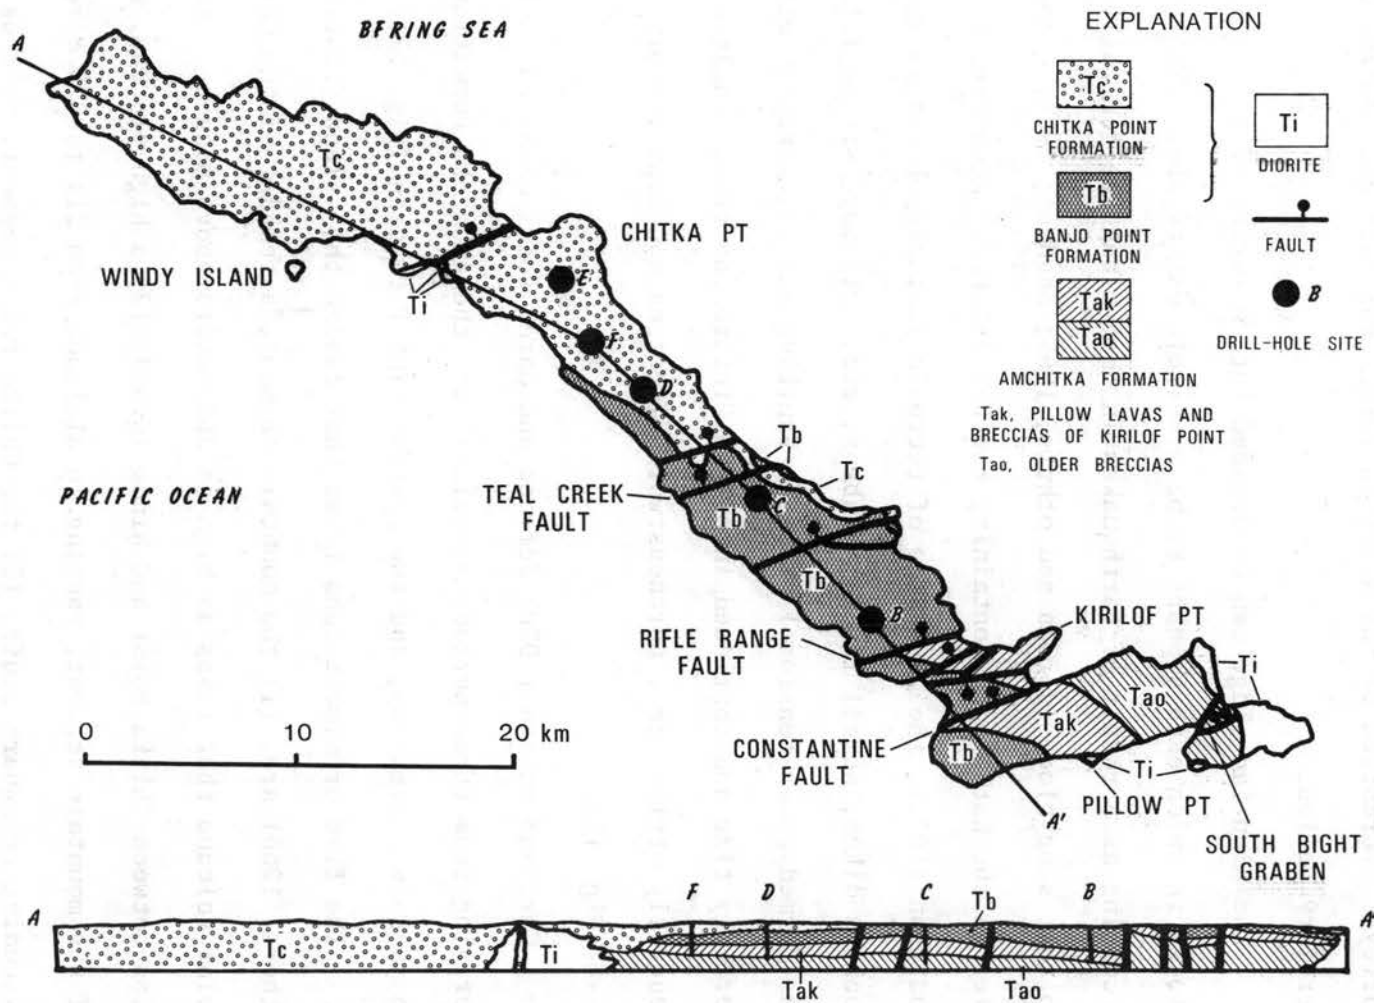 EXPLANATION
Tc
CHITKA POINT
FORMATION
Tb
BANJO POINT
FORMATION
Tak
Tao
AMCHITKA FORMATION
Tak, PILLOW LAVAS AND
BRECCIAS OF KIRILOF POINT
Tao, OLDER BRECCIAS
Ti
DIORITE
FAULT
B
DRILL-HOLE SITE
BERING SEA
A
Tc
CHITKA PT
WINDY ISLAND
Ti
E
F
D
Tb
Tc
PACIFIC OCEAN
TEAL CREEK
FAULT
Tb
C
Tb
B
KIRILOF PT
RIFLE RANGE
FAULT
Ti
Tao
Tak
0 10 20 km
CONSTANTINE
FAULT
Tb
Ti
PILLOW PT
A'
SOUTH BIGHT
GRABEN
A
F
D
C
Tb
B
A'
Tc
Ti
Tak
Tao